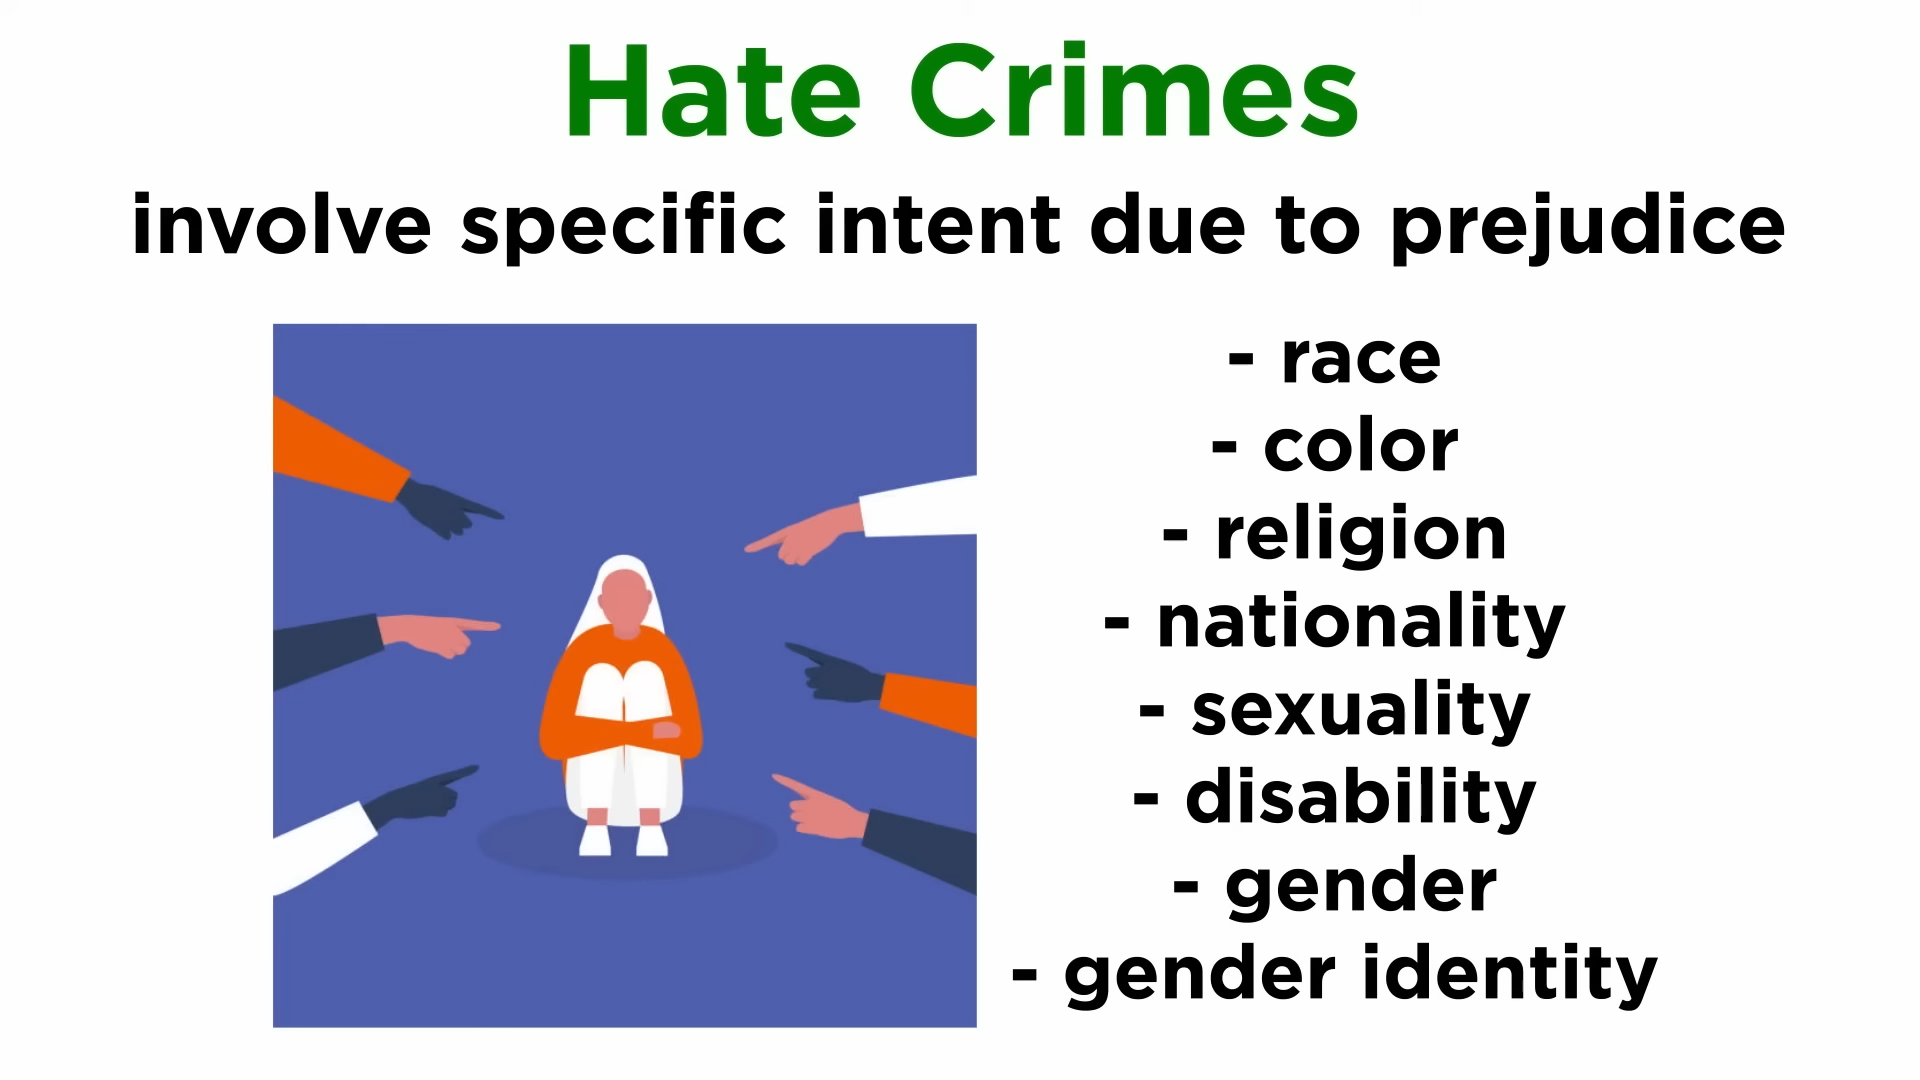 Hate Crimes
involve specific intent due to prejudice
- race
- color
- religion
- nationality
- sexuality
- disability
- gender
- gender identity